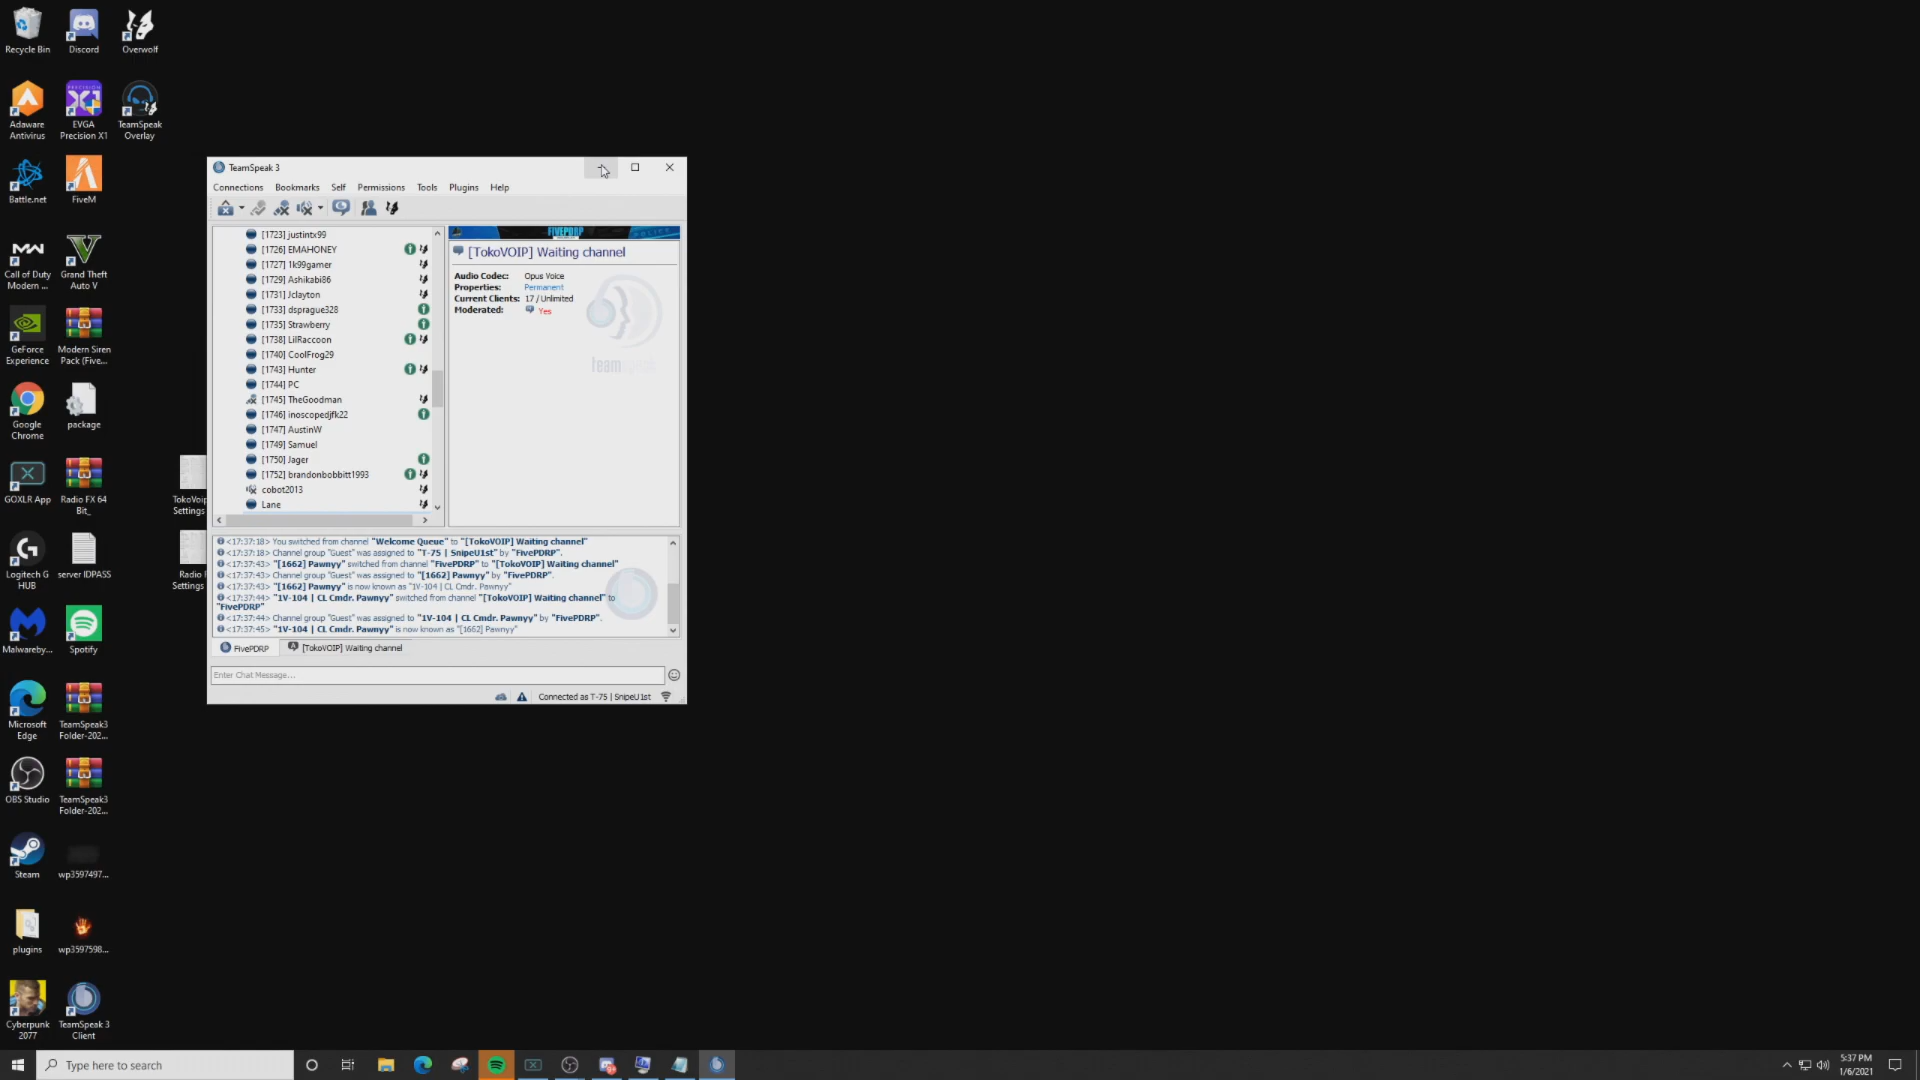 Recycle Bin
Discord
Overwolf
Adaware Antivirus
EVGA Precision X1
TeamSpeak Overlay
Battle.net
FiveM
Call of Duty Modern ...
Grand Theft Auto V
GeForce Experience
Modern Siren Pack (Five...
Google Chrome
package
GOXLR App
Radio FX 64 Bit_
TokoVoip Settings
Logitech G HUB
server IDPASS
Settings
Malwareby...
Spotify
Microsoft Edge
TeamSpeak3 Folder-202...
OBS Studio
TeamSpeak3 Folder-202...
Steam
wp3597497...
plugins
wp3597598...
Cyberpunk 2077
TeamSpeak 3 Client
TeamSpeak 3
Connections Bookmarks Self Permissions Tools Plugins Help
[1723] justintx99
[1726] EMAHONEY
[1727] 1k99gamer
[1729] Ashikabi86
[1731] Jclayton
[1733] dsprague328
[1735] Strawberry
[1738] LilRaccoon
[1740] CoolFrog29
[1743] Hunter
[1744] PC
[1745] TheGoodman
[1746] inoscopedjfk22
[1747] AustinW
[1749] Samuel
[1750] Jager
[1752] brandonbobbitt1993
cobot2013
Lane
FIVEPDRP POLICE
[TokoVOIP] Waiting channel
Audio Codec: Opus Voice
Properties: Permanent
Current Clients: 17 / Unlimited
Moderated: Yes
teamspeak
<17:37:18> You switched from channel "Welcome Queue" to "[TokoVOIP] Waiting channel"
<17:37:18> Channel group "Guest" was assigned to "T-75 | SnipeU1st" by "FivePDRP".
<17:37:43> "[1662] Pawnyy" switched from channel "FivePDRP" to "[TokoVOIP] Waiting channel"
<17:37:43> Channel group "Guest" was assigned to "[1662] Pawnyy" by "FivePDRP".
<17:37:43> "[1662] Pawnyy" is now known as "1V-104 | CL Cmdr. Pawnyy"
<17:37:44> "1V-104 | CL Cmdr. Pawnyy" switched from channel "[TokoVOIP] Waiting channel" to
"FivePDRP"
<17:37:44> Channel group "Guest" was assigned to "1V-104 | CL Cmdr. Pawnyy" by "FivePDRP".
<17:37:45> "1V-104 | CL Cmdr. Pawnyy" is now known as "[1662] Pawnyy"
FivePDRP [TokoVOIP] Waiting channel
Enter Chat Message...
Connected as T-75 | SnipeU1st
Type here to search
5:37 PM
1/6/2021